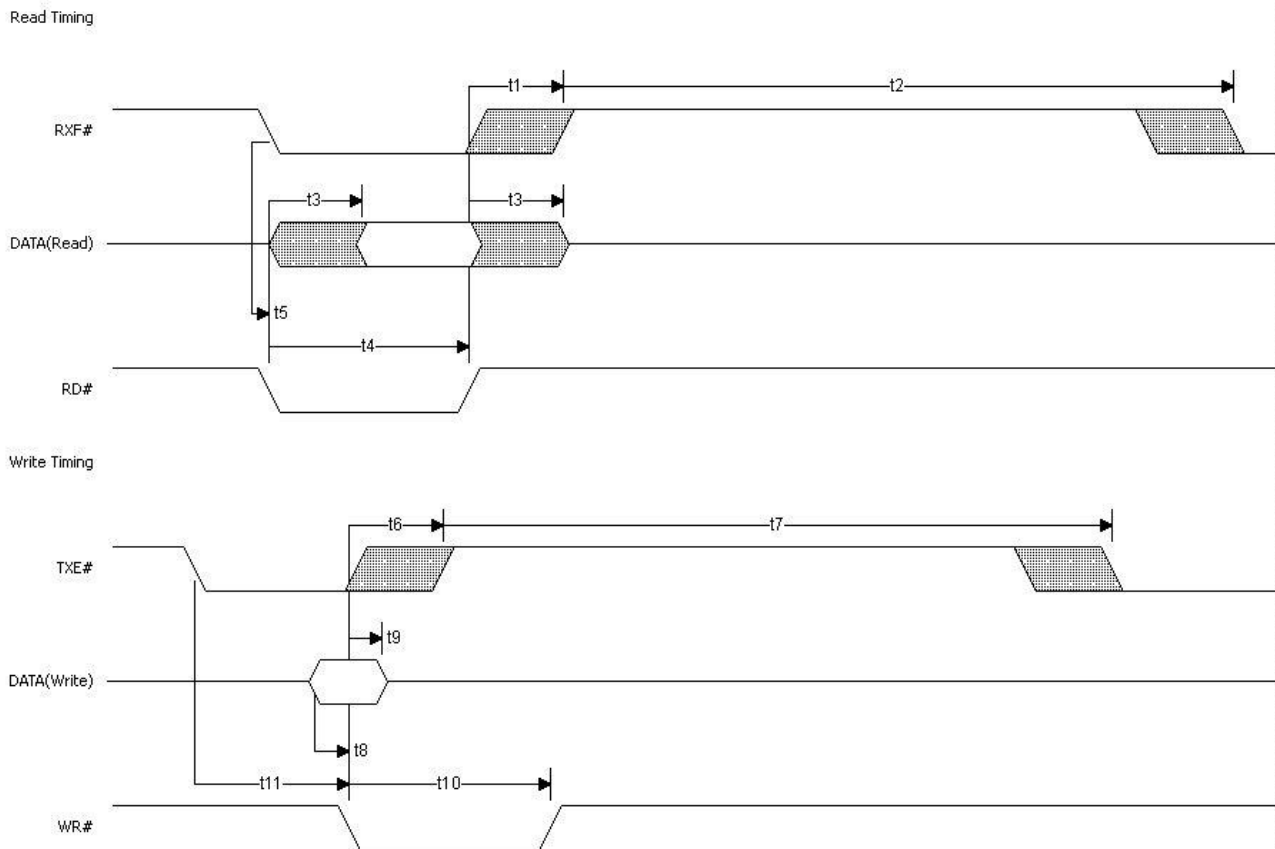 Read Timing
t1
t2
RXF#
t3
t3
DATA(Read)
t5
t4
RD#
Write Timing
t6
t7
TXE#
t9
DATA(Write)
t8
t11
t10
WR#